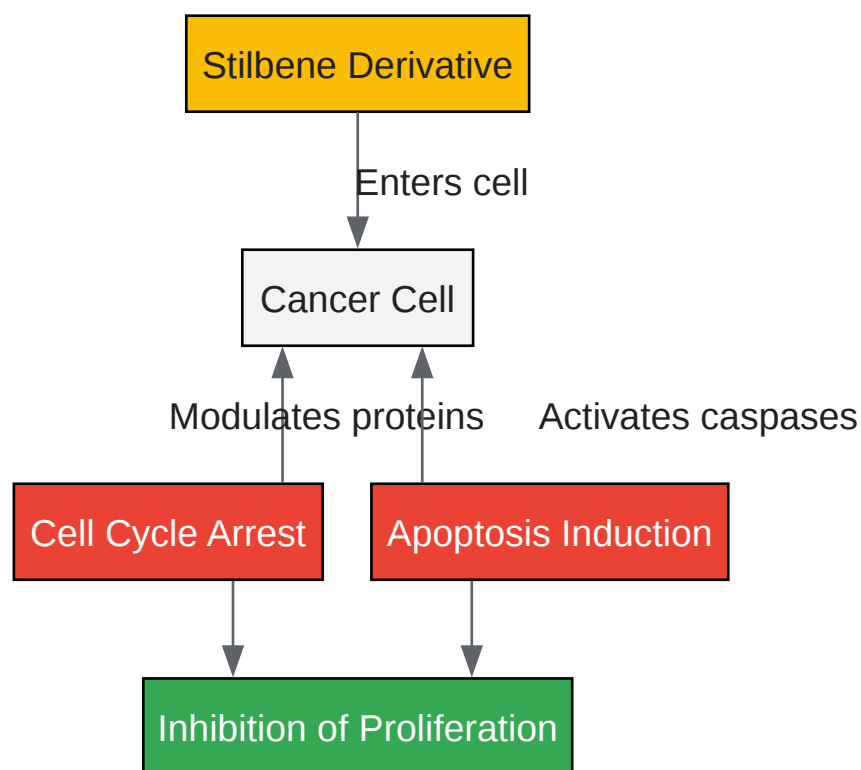 Stilbene Derivative
Enters cell
Cancer Cell
Modulates proteins
Activates caspases
Cell Cycle Arrest
Apoptosis Induction
Inhibition of Proliferation